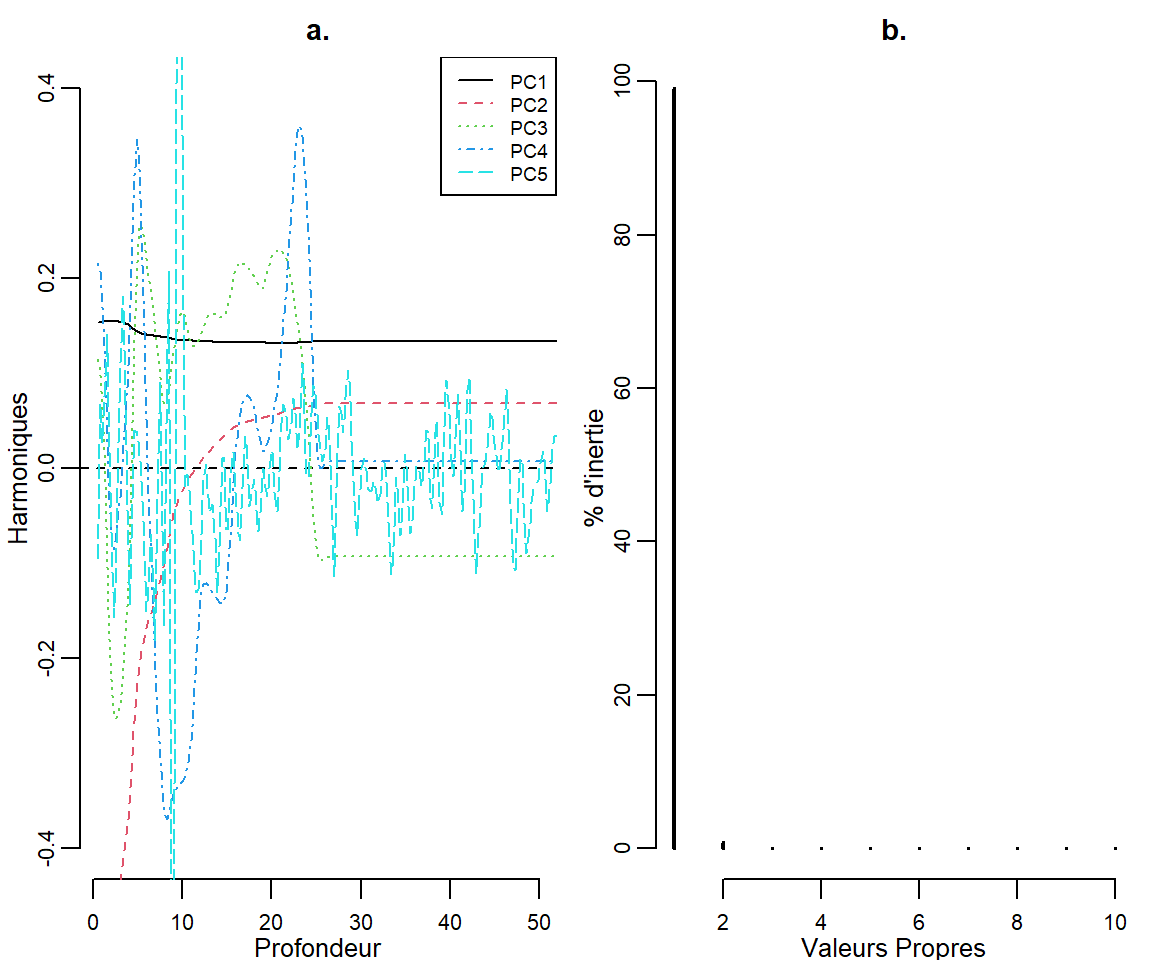 a.
PC1
PC2
PC3
PC4
PC5
Harmoniques
0.4
0.2
0.0
-0.2
-0.4
0 10 20 30 40 50
Profondeur
b.
% d'inertie
100
80
60
40
20
0
2 4 6 8 10
Valeurs Propres